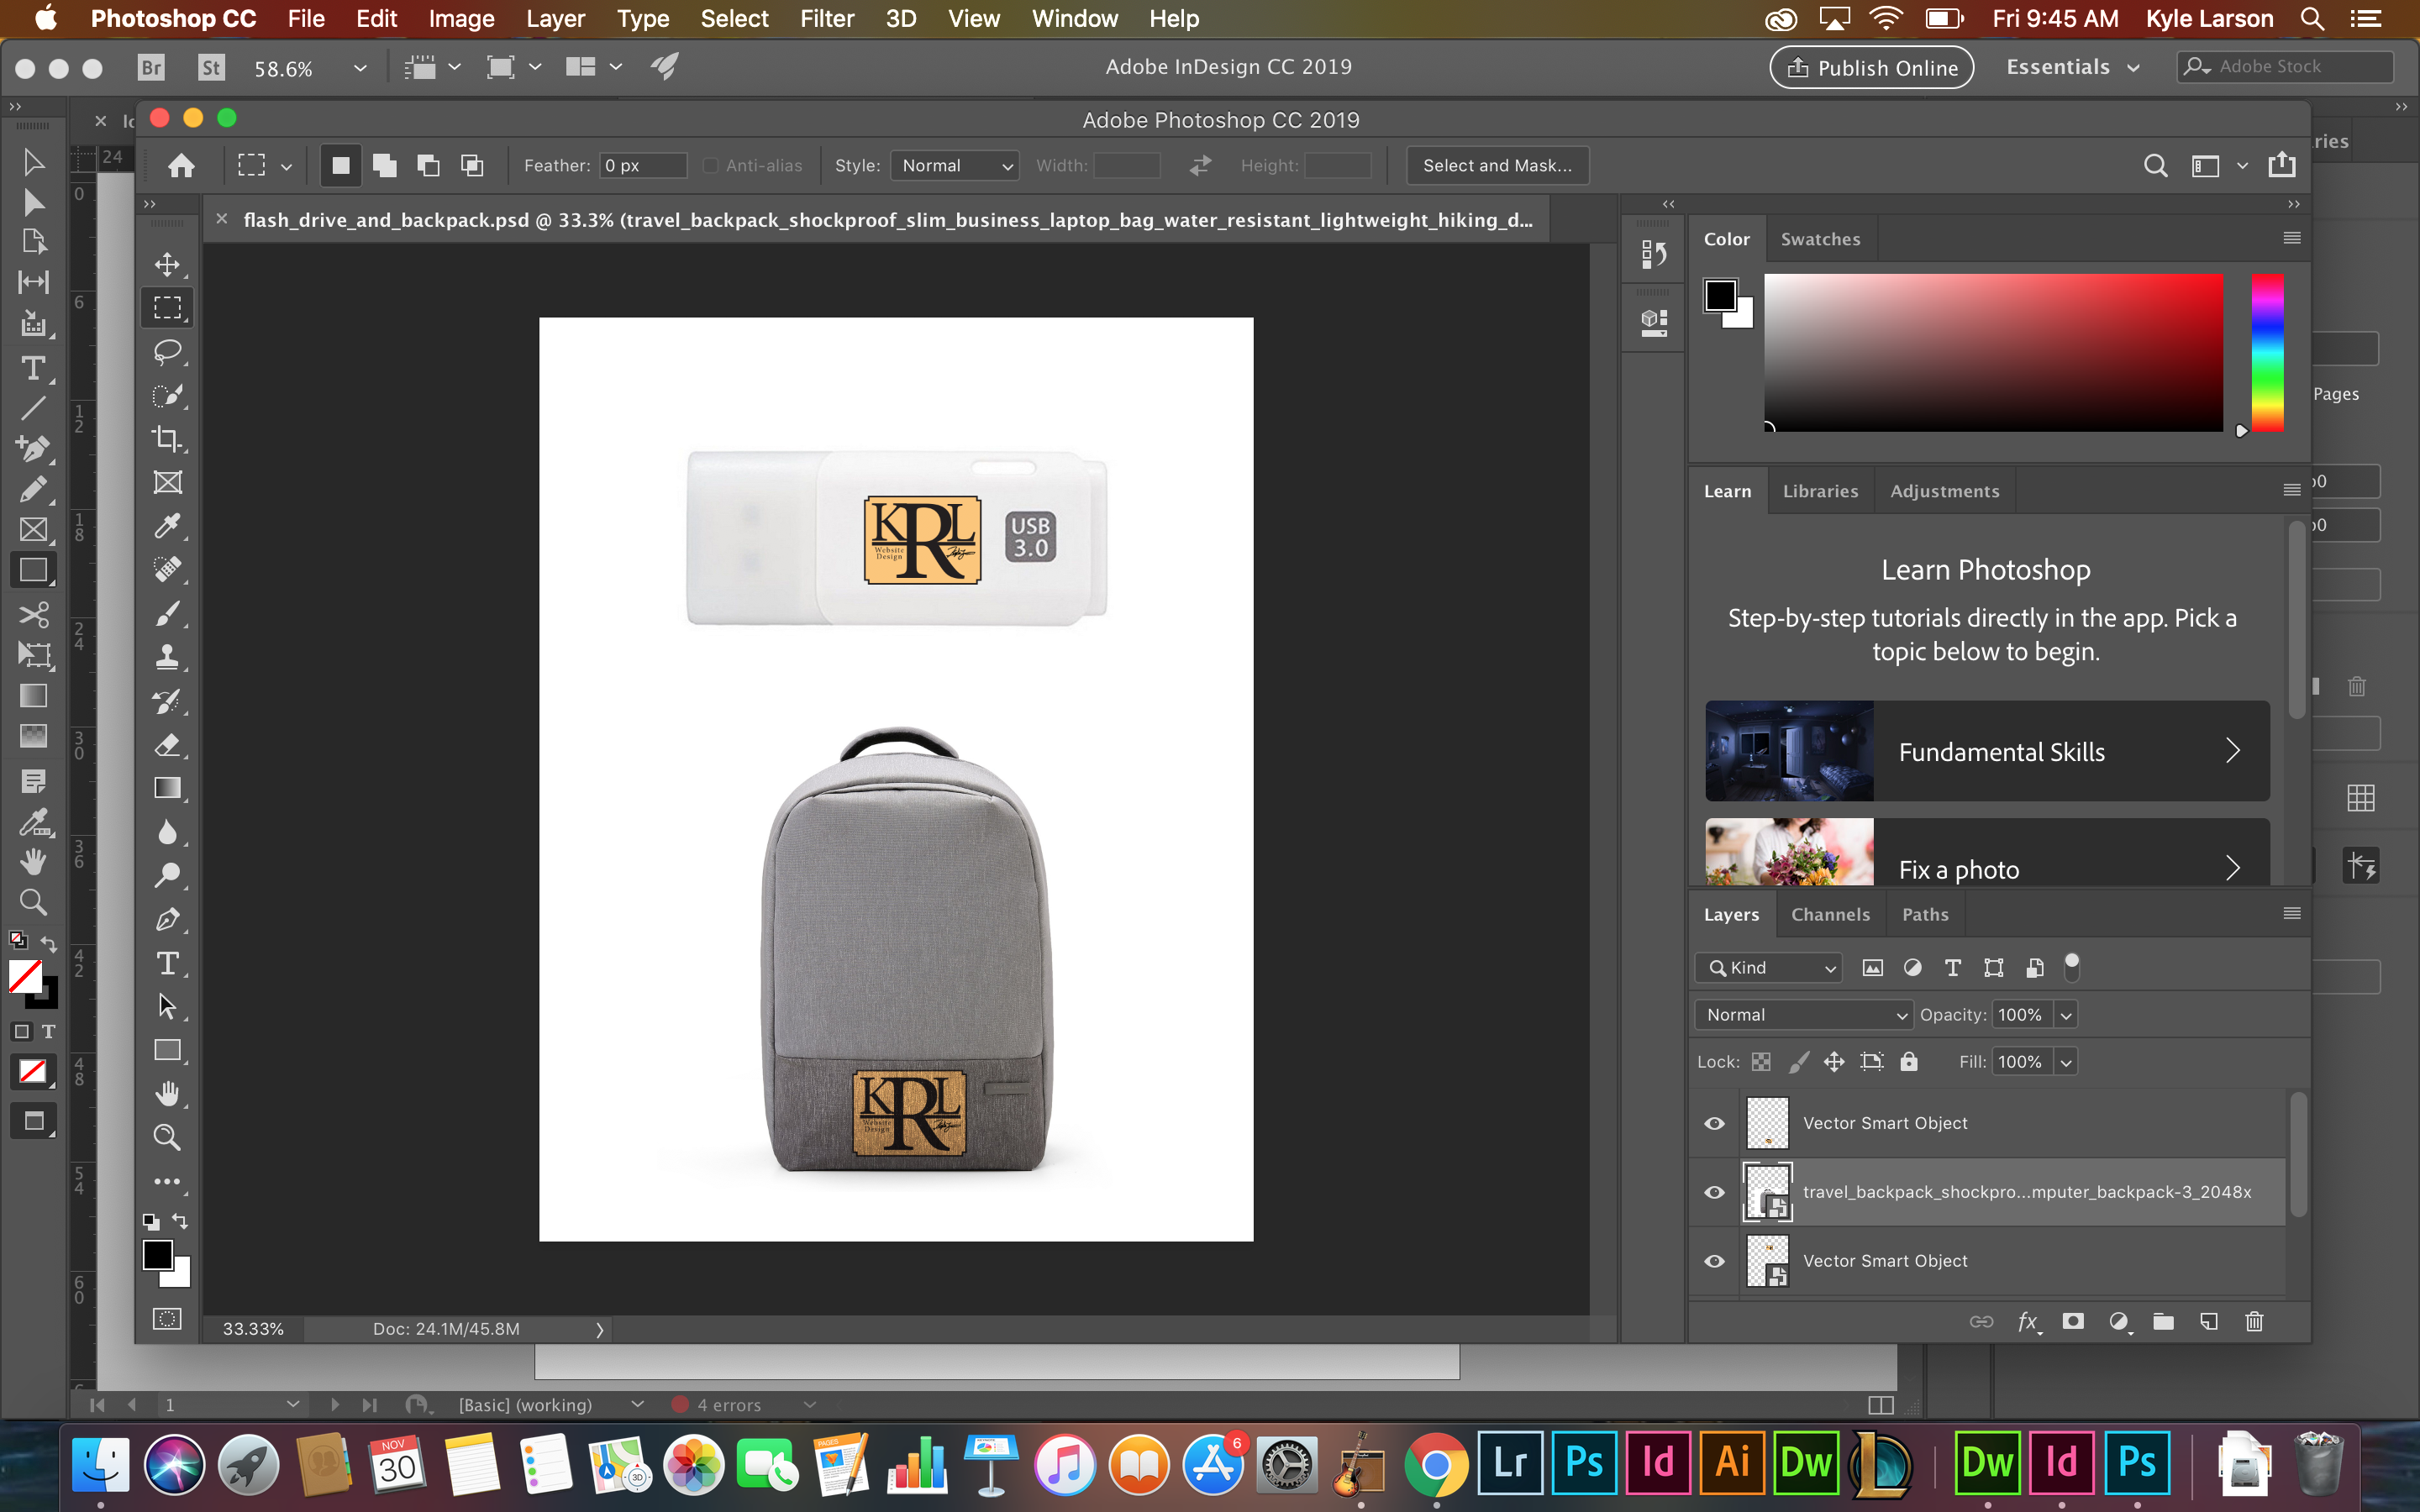 Photoshop CC File Edit Image Layer Type Select Filter 3D View Window Help Fri 9:45 AM Kyle Larson
Br St 58.6% Adobe InDesign CC 2019 Publish Online Essentials Adobe Stock
Adobe Photoshop CC 2019
Feather: 0 px Anti-alias Style: Normal Width: Height: Select and Mask...
flash_drive_and_backpack.psd @ 33.3% (travel_backpack_shockproof_slim_business_laptop_bag_water_resistant_lightweight_hiking_d...
24
0
6
12
18
24
30
36
42
48
54
60
KRL
Website
Design
USB
3.0
KRL
Website
Design
Color Swatches
Pages
Learn Libraries Adjustments
Learn Photoshop
Step-by-step tutorials directly in the app. Pick a
topic below to begin.
Fundamental Skills
Fix a photo
Layers Channels Paths
Kind
Normal Opacity: 100%
Lock: Fill: 100%
Vector Smart Object
travel_backpack_shockpro...mputer_backpack-3_2048x
Vector Smart Object
fx
33.33% Doc: 24.1M/45.8M
1 [Basic] (working) 4 errors
NOV
30
3D
PAGES
6
Lr Ps Id Ai Dw Dw Id Ps